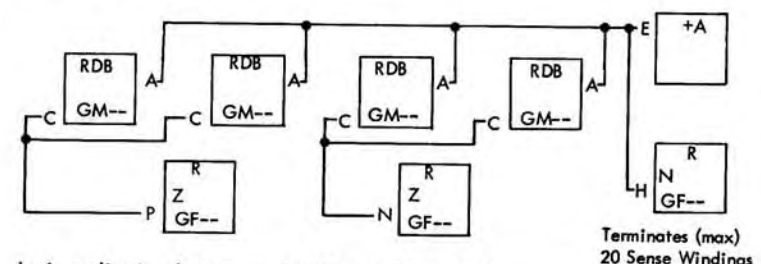 E +A
RDB RDB RDB RDB
A A A A
GM-- GM-- GM-- GM--
C C C C
R R R
Z Z N
P GF-- N GF-- H GF--
Terminates (max)
20 Sense Windings